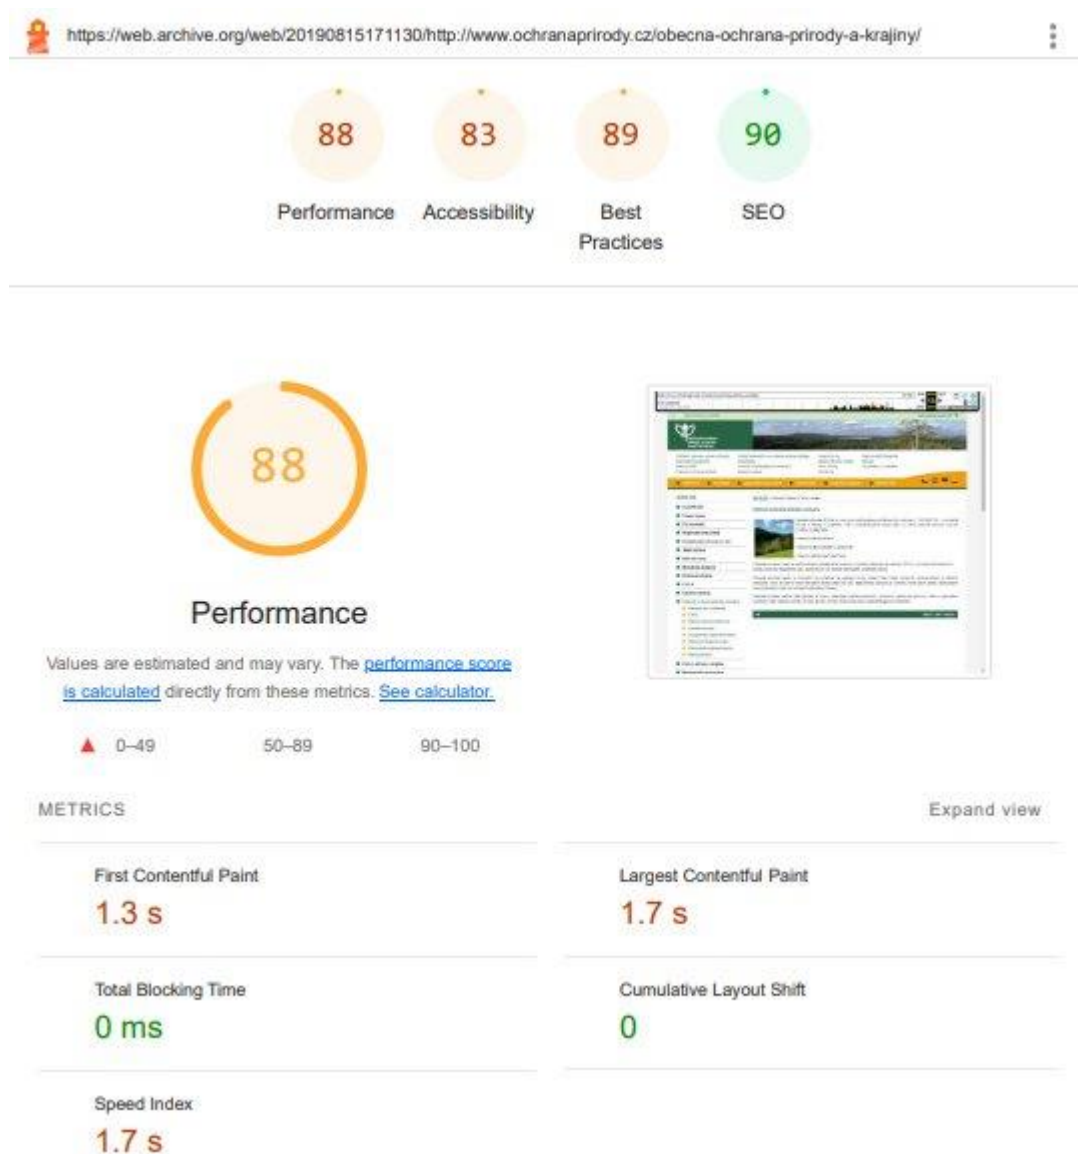 https://web.archive.org/web/20190815171130/http://www.ochranaprirody.cz/obecna-ochrana-prirody-a-krajiny/
88
83
89
90
Performance
Accessibility
Best
Practices
SEO
88
Performance
Values are estimated and may vary. The performance score
is calculated directly from these metrics. See calculator.
0–49
50–89
90–100
METRICS
Expand view
First Contentful Paint
1.3 s
Largest Contentful Paint
1.7 s
Total Blocking Time
0 ms
Cumulative Layout Shift
0
Speed Index
1.7 s